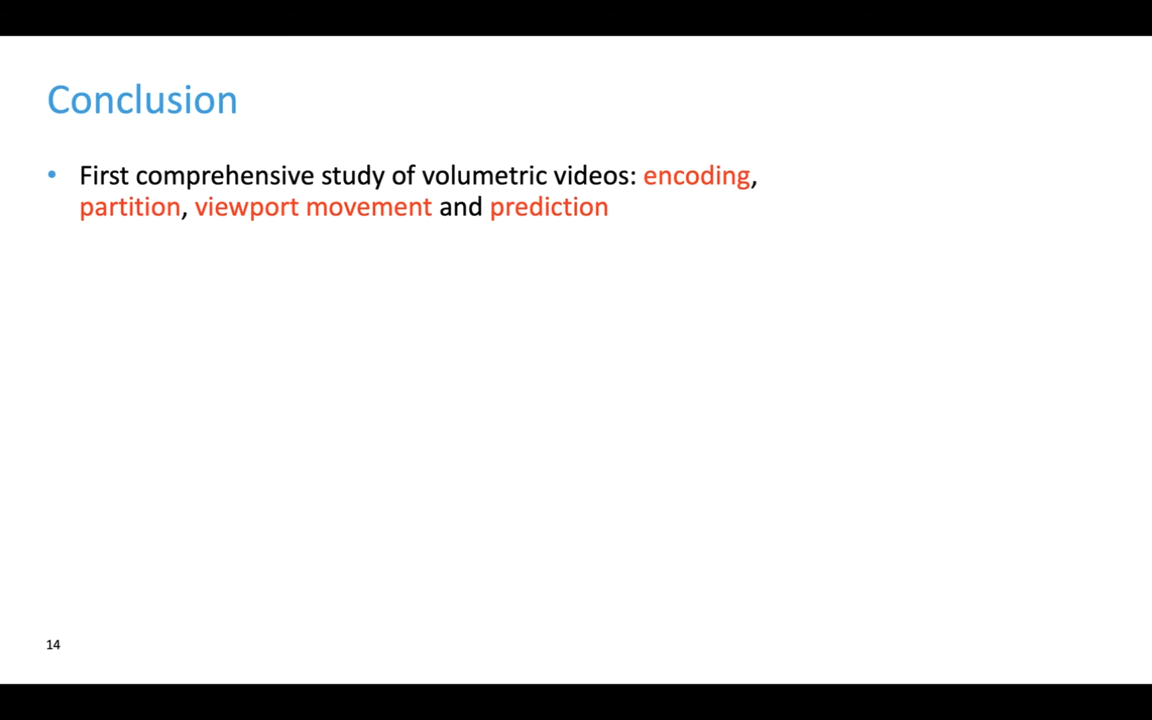 Conclusion
• First comprehensive study of volumetric videos: encoding,
partition, viewport movement and prediction
14